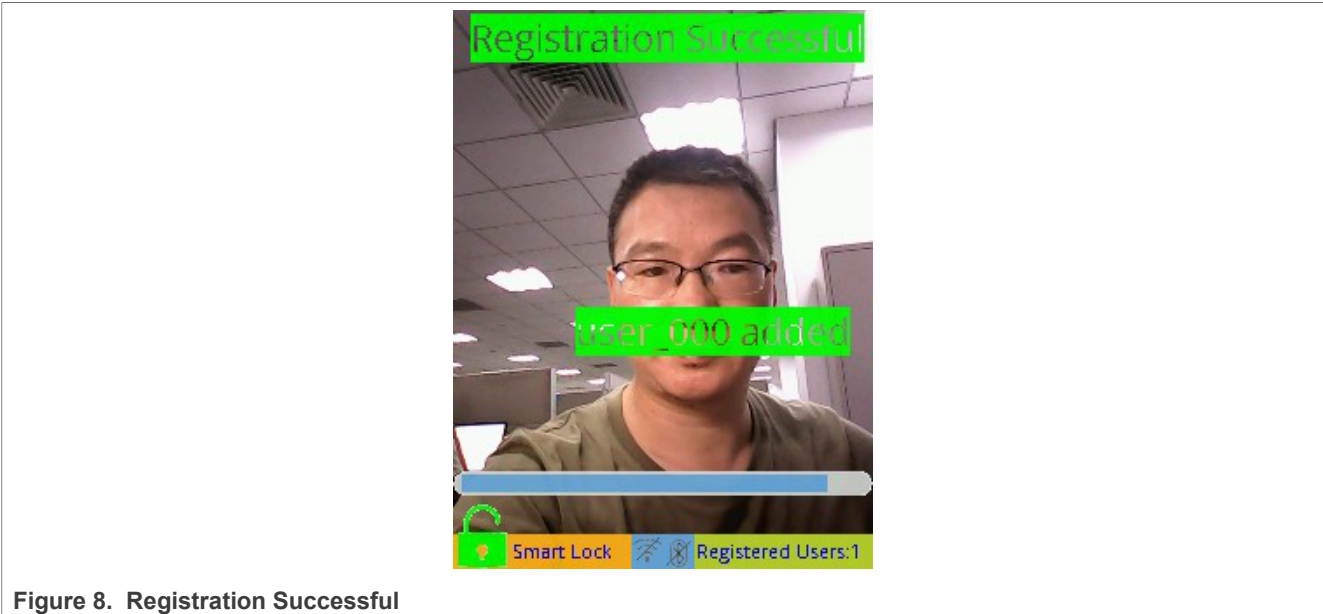 Registration Successful
user_000 added
Smart Lock
Registered Users:1
Figure 8. Registration Successful